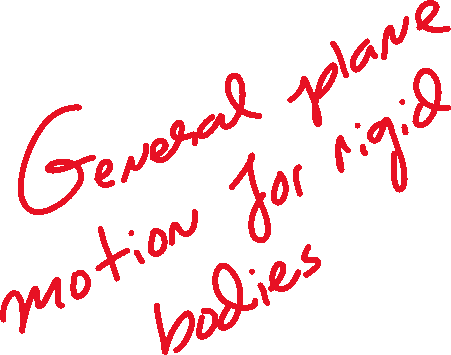 General plane
motion for rigid
bodies